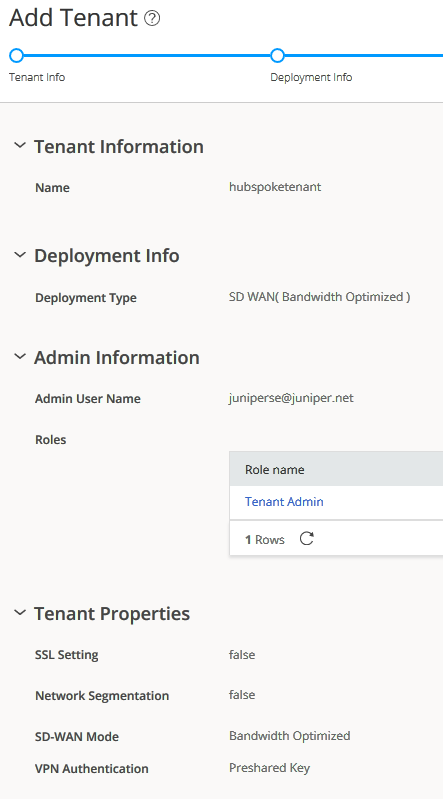 Add Tenant ?
Tenant Info Deployment Info
Tenant Information
Name hubspoketenant
Deployment Info
Deployment Type SD WAN( Bandwidth Optimized )
Admin Information
Admin User Name juniperse@juniper.net
Roles
Role name
Tenant Admin
1 Rows
Tenant Properties
SSL Setting false
Network Segmentation false
SD-WAN Mode Bandwidth Optimized
VPN Authentication Preshared Key